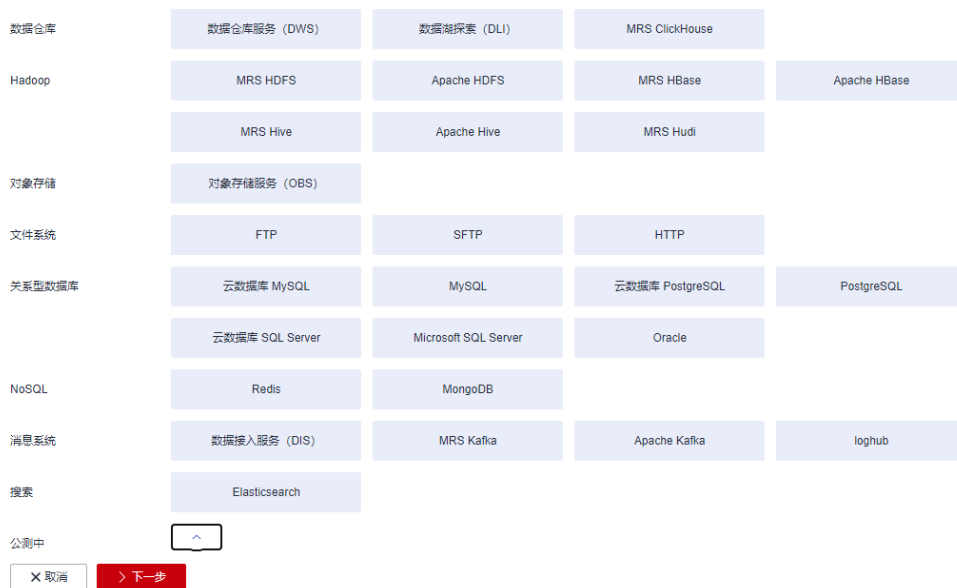 数据仓库 数据仓库服务（DWS） 数据湖探索（DLI） MRS ClickHouse
Hadoop MRS HDFS Apache HDFS MRS HBase Apache HBase
MRS Hive Apache Hive MRS Hudi
对象存储 对象存储服务（OBS）
文件系统 FTP SFTP HTTP
关系型数据库 云数据库 MySQL MySQL 云数据库 PostgreSQL PostgreSQL
云数据库 SQL Server Microsoft SQL Server Oracle
NoSQL Redis MongoDB
消息系统 数据接入服务（DIS） MRS Kafka Apache Kafka loghub
搜索 Elasticsearch
公测中
取消 下一步